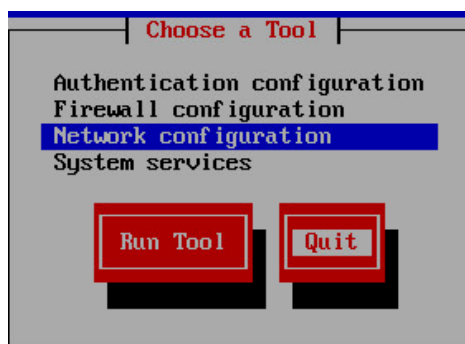 Choose a Tool
Authentication configuration
Firewall configuration
Network configuration
System services
Run Tool Quit